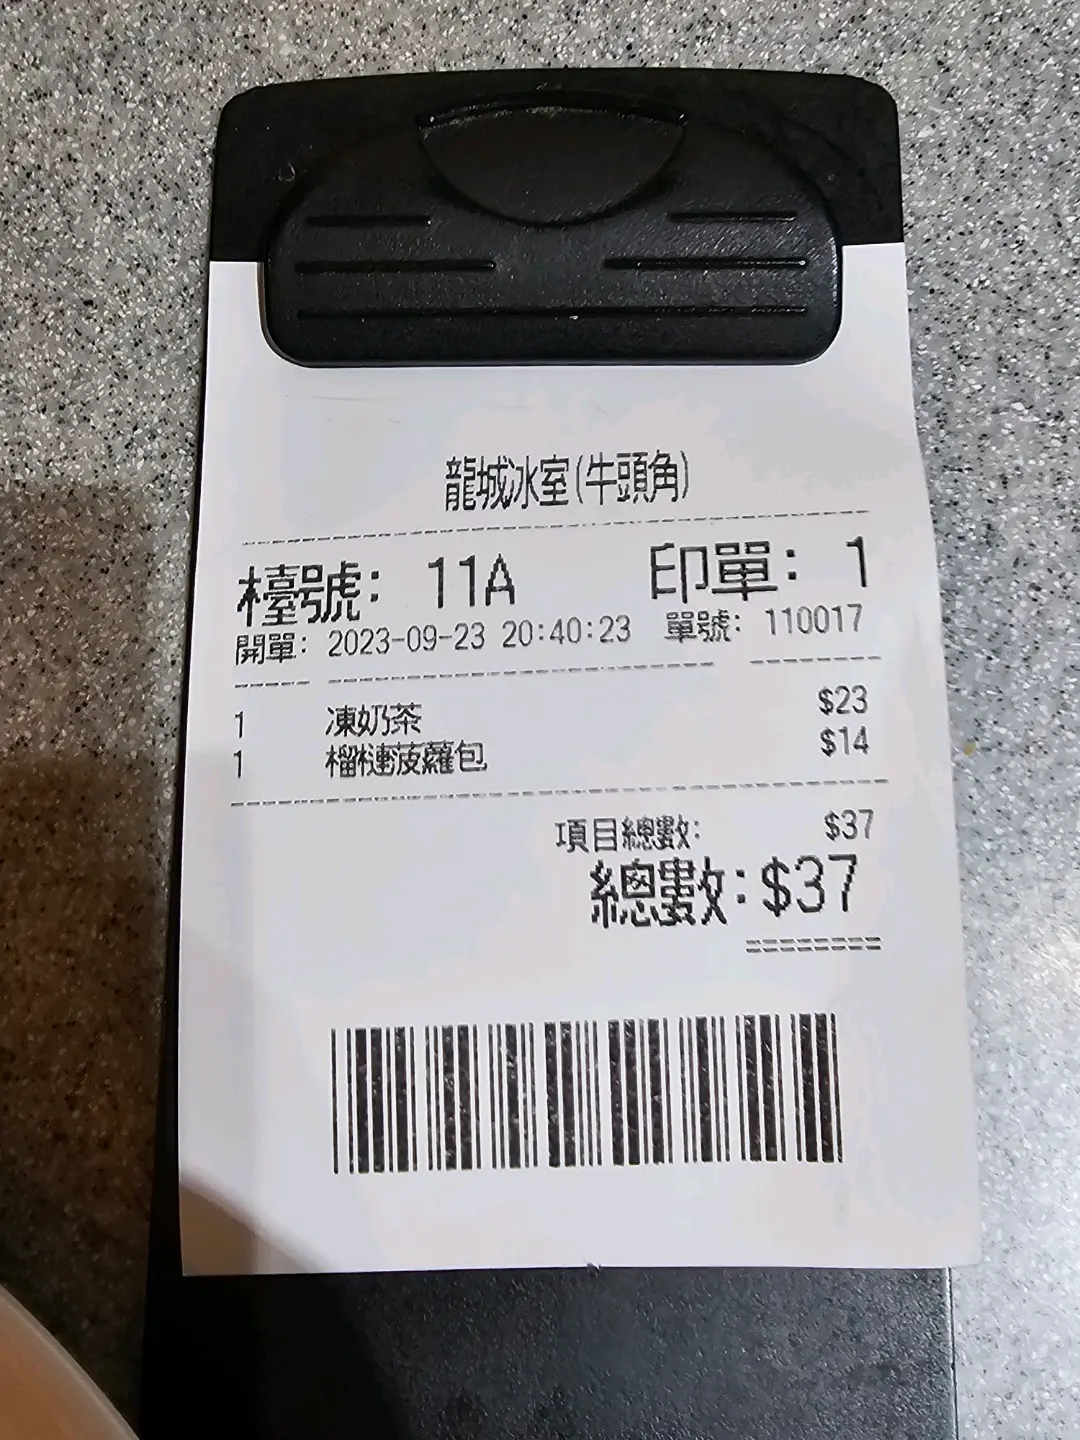 龍城冰室(牛頭角)
檯號: 11A 印單: 1
開單: 2023-09-23 20:40:23 單號: 110017
1 凍奶茶 $23
1 榴槤菠蘿包 $14
項目總數: $37
總數:$37